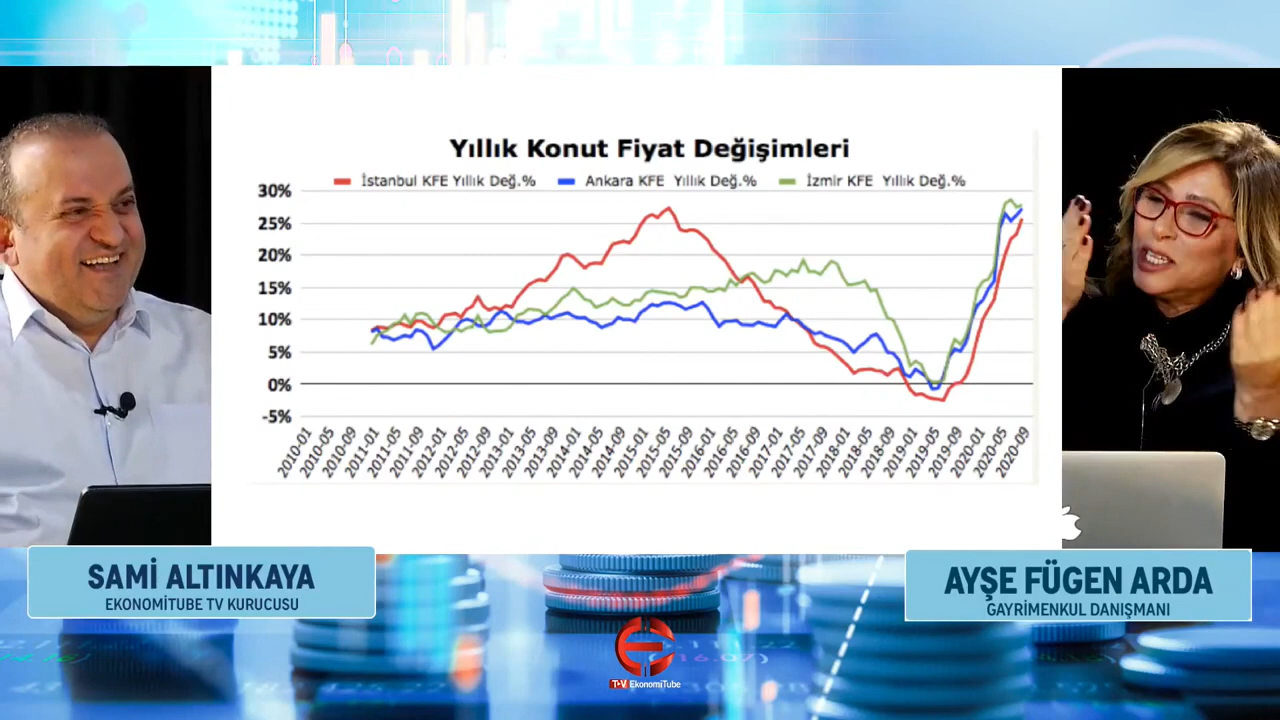 Yıllık Konut Fiyat Değişimleri
İstanbul KFE Yıllık Değ.% Ankara KFE Yıllık Değ.% İzmir KFE Yıllık Değ.%
30%
25%
20%
15%
10%
5%
0%
-5%
2010-01 2010-05 2010-09 2011-01 2011-05 2011-09 2012-01 2012-05 2012-09 2013-01 2013-05 2013-09 2014-01 2014-05 2014-09 2015-01 2015-05 2015-09 2016-01 2016-05 2016-09 2017-01 2017-05 2017-09 2018-01 2018-05 2018-09 2019-01 2019-05 2019-09 2020-01 2020-05 2020-09
SAMİ ALTINKAYA
EKONOMİTUBE TV KURUCUSU
AYŞE FÜGEN ARDA
GAYRİMENKUL DANIŞMANI
TV EkonomiTube